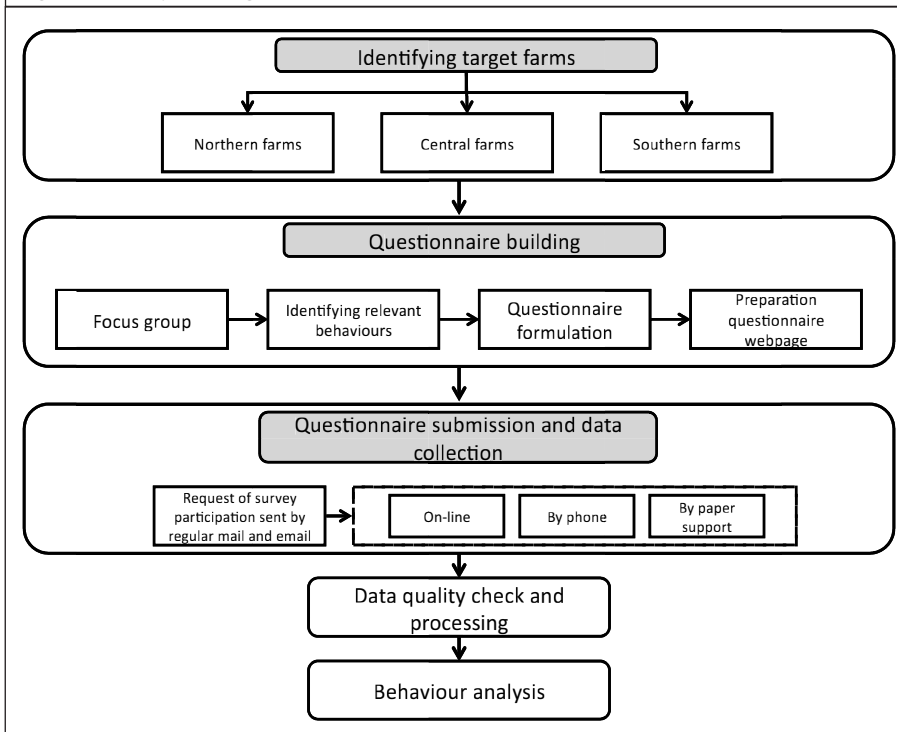 Identifying target farms
Northern farms
Central farms
Southern farms
Questionnaire building
Focus group
Identifying relevant
behaviours
Questionnaire
formulation
Preparation
questionnaire
webpage
Questionnaire submission and data
collection
Request of survey
participation sent by
regular mail and email
On-line
By phone
By paper
support
Data quality check and
processing
Behaviour analysis